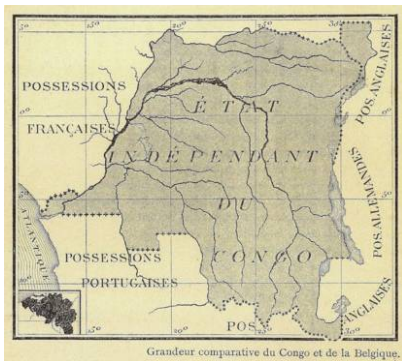 POSSESSIONS
FRANÇAISES
ÉTAT
INDÉPENDANT
DU
CONGO
POS. ANGLAISES
POS. ALLEMANDES
ATLANTIQUE
POSSESSIONS
PORTUGAISES
POS.
ANGLAISES
Grandeur comparative du Congo et de la Belgique.